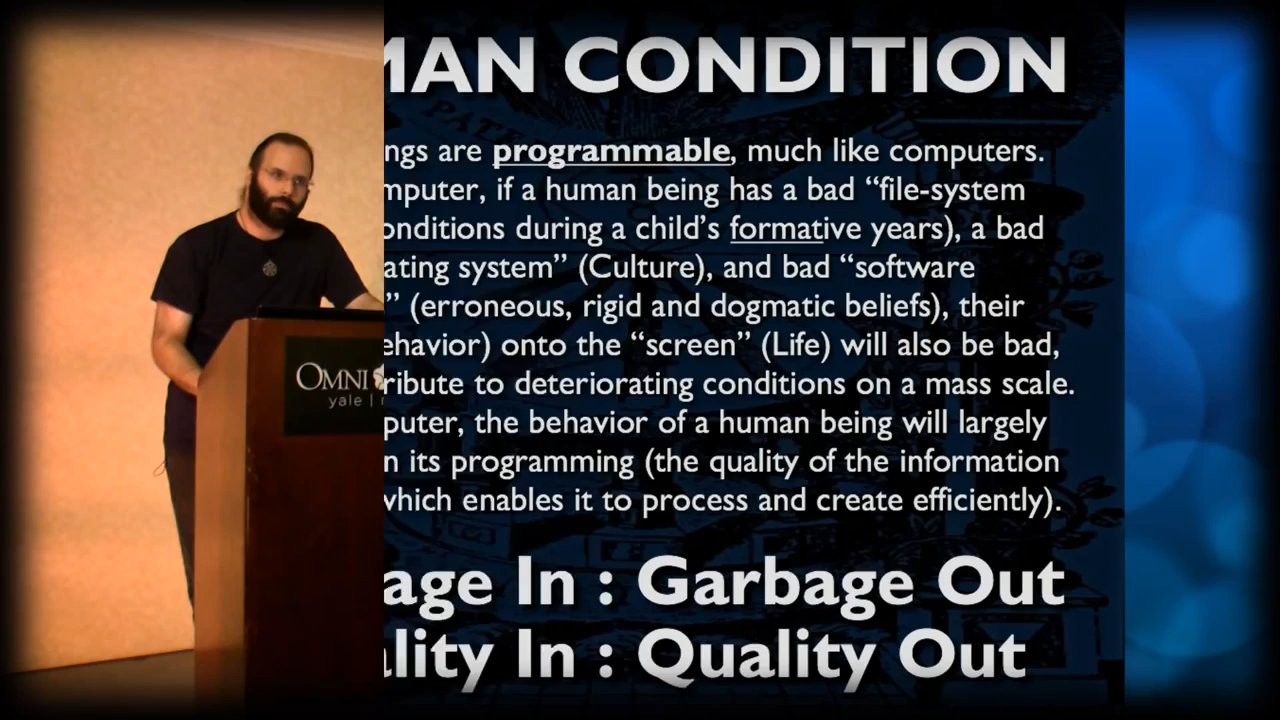 MAN CONDITION
ngs are programmable, much like computers.
mputer, if a human being has a bad “file-system
onditions during a child’s formative years), a bad
ating system” (Culture), and bad “software
” (erroneous, rigid and dogmatic beliefs), their
ehavior) onto the “screen” (Life) will also be bad,
ribute to deteriorating conditions on a mass scale.
puter, the behavior of a human being will largely
n its programming (the quality of the information
which enables it to process and create efficiently).
age In : Garbage Out
lity In : Quality Out
OMNI
yale |